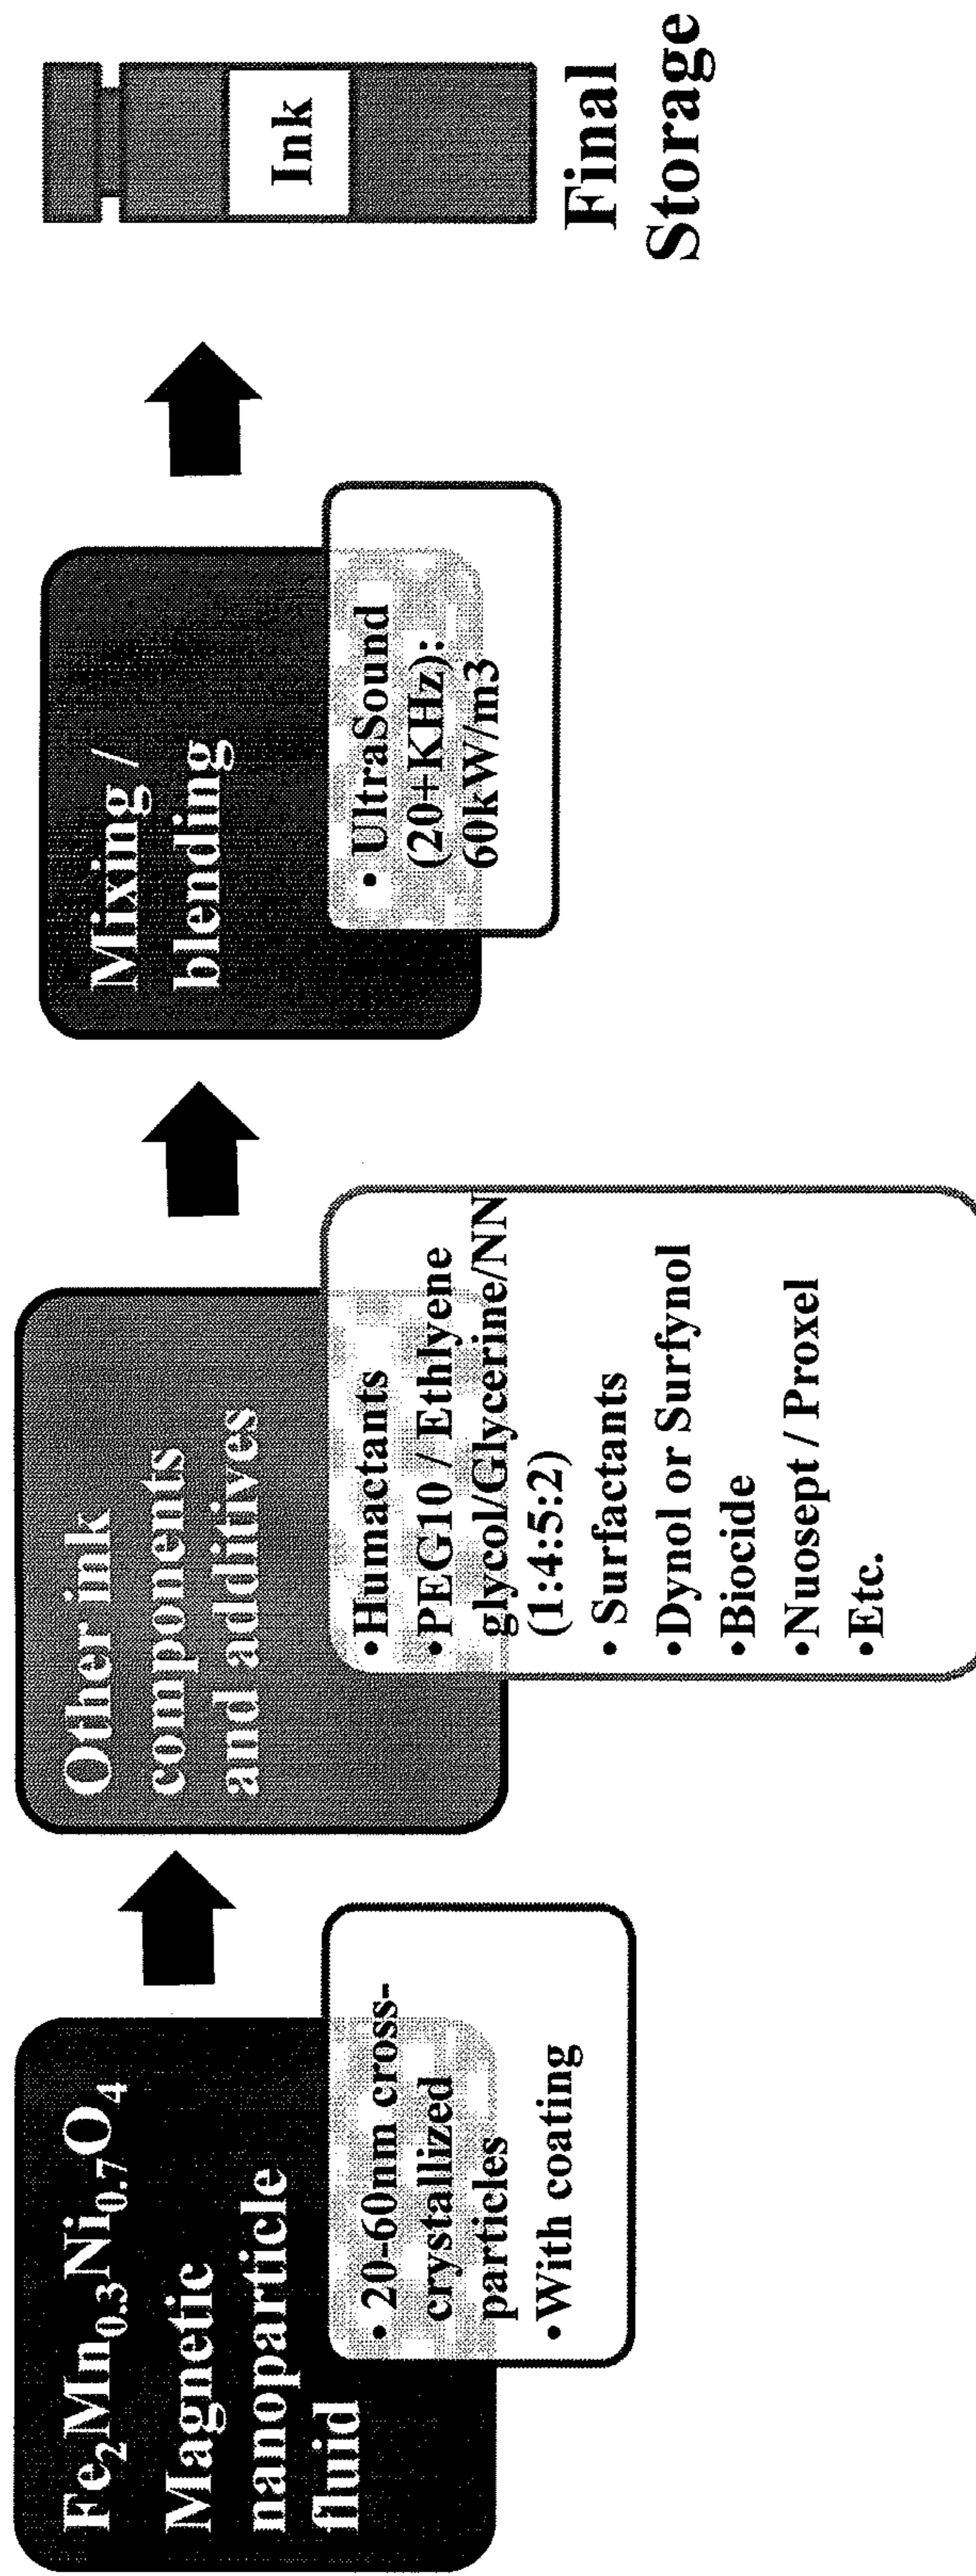 Fe₂Mn₀.₃Ni₀.₇O₄
Magnetic
nanoparticle
fluid
• 20-60nm cross-
crystallized
particles
•With coating
Other ink
components
and additives
•Humactants
•PEG10 / Ethlyene
glycol/Glycerine/NN
(1:4:5:2)
• Surfactants
•Dynol or Surfynol
•Biocide
•Nuosept / Proxel
•Etc.
Mixing /
blending
• UltraSound
(20+KHz):
60kW/m3
Ink
Final
Storage